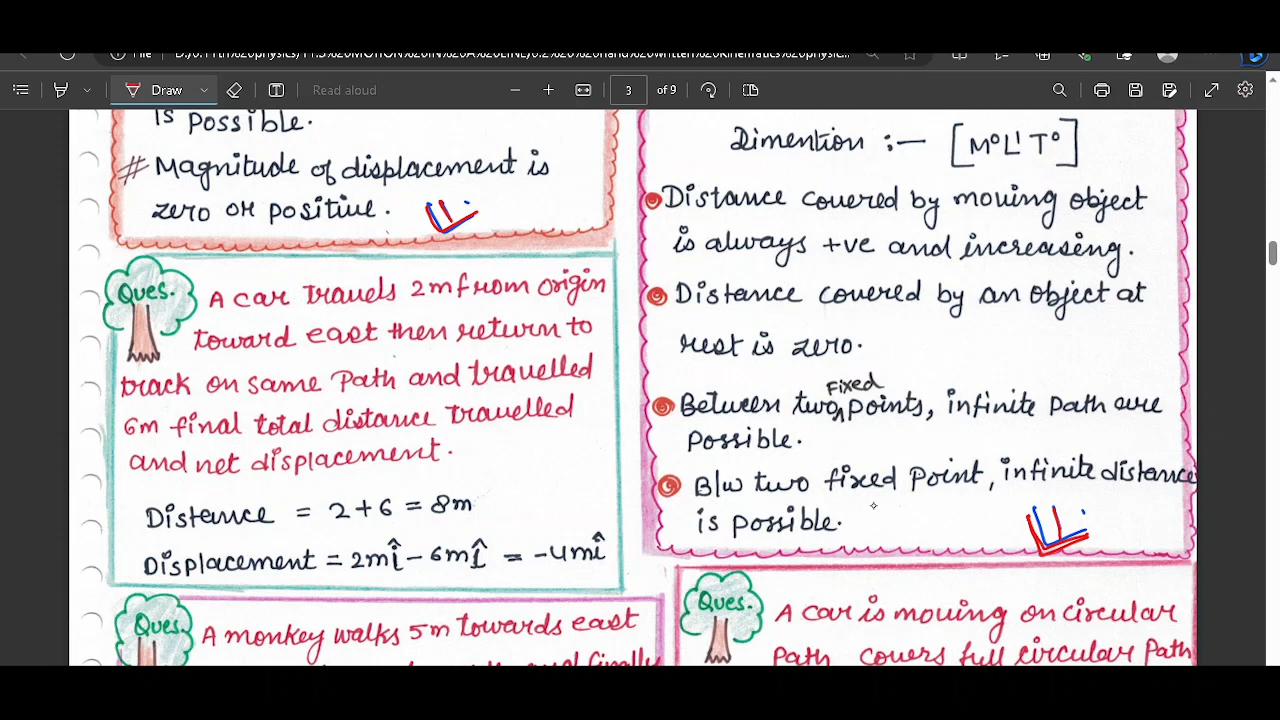 Draw
Read aloud
3 of 9
is Possible.
# Magnitude of displacement is
zero or positive.
Ques. A car travels 2m from origin
toward east then return to
track on same Path and travelled
6m final total distance travelled
and net displacement.
Distance = 2+6 = 8m
Displacement = 2mî - 6mî = -4mî
Ques. A monkey walks 5m towards east
finally
Dimention :— [M⁰L¹T⁰]
Distance covered by moving object
is always +ve and increasing.
Distance covered by an object at
rest is zero.
Fixed
Between two points, infinite path are
Possible.
B/w two fixed Point, infinite distance
is possible.
Ques. A car is moving on circular
Path covers full circular Path